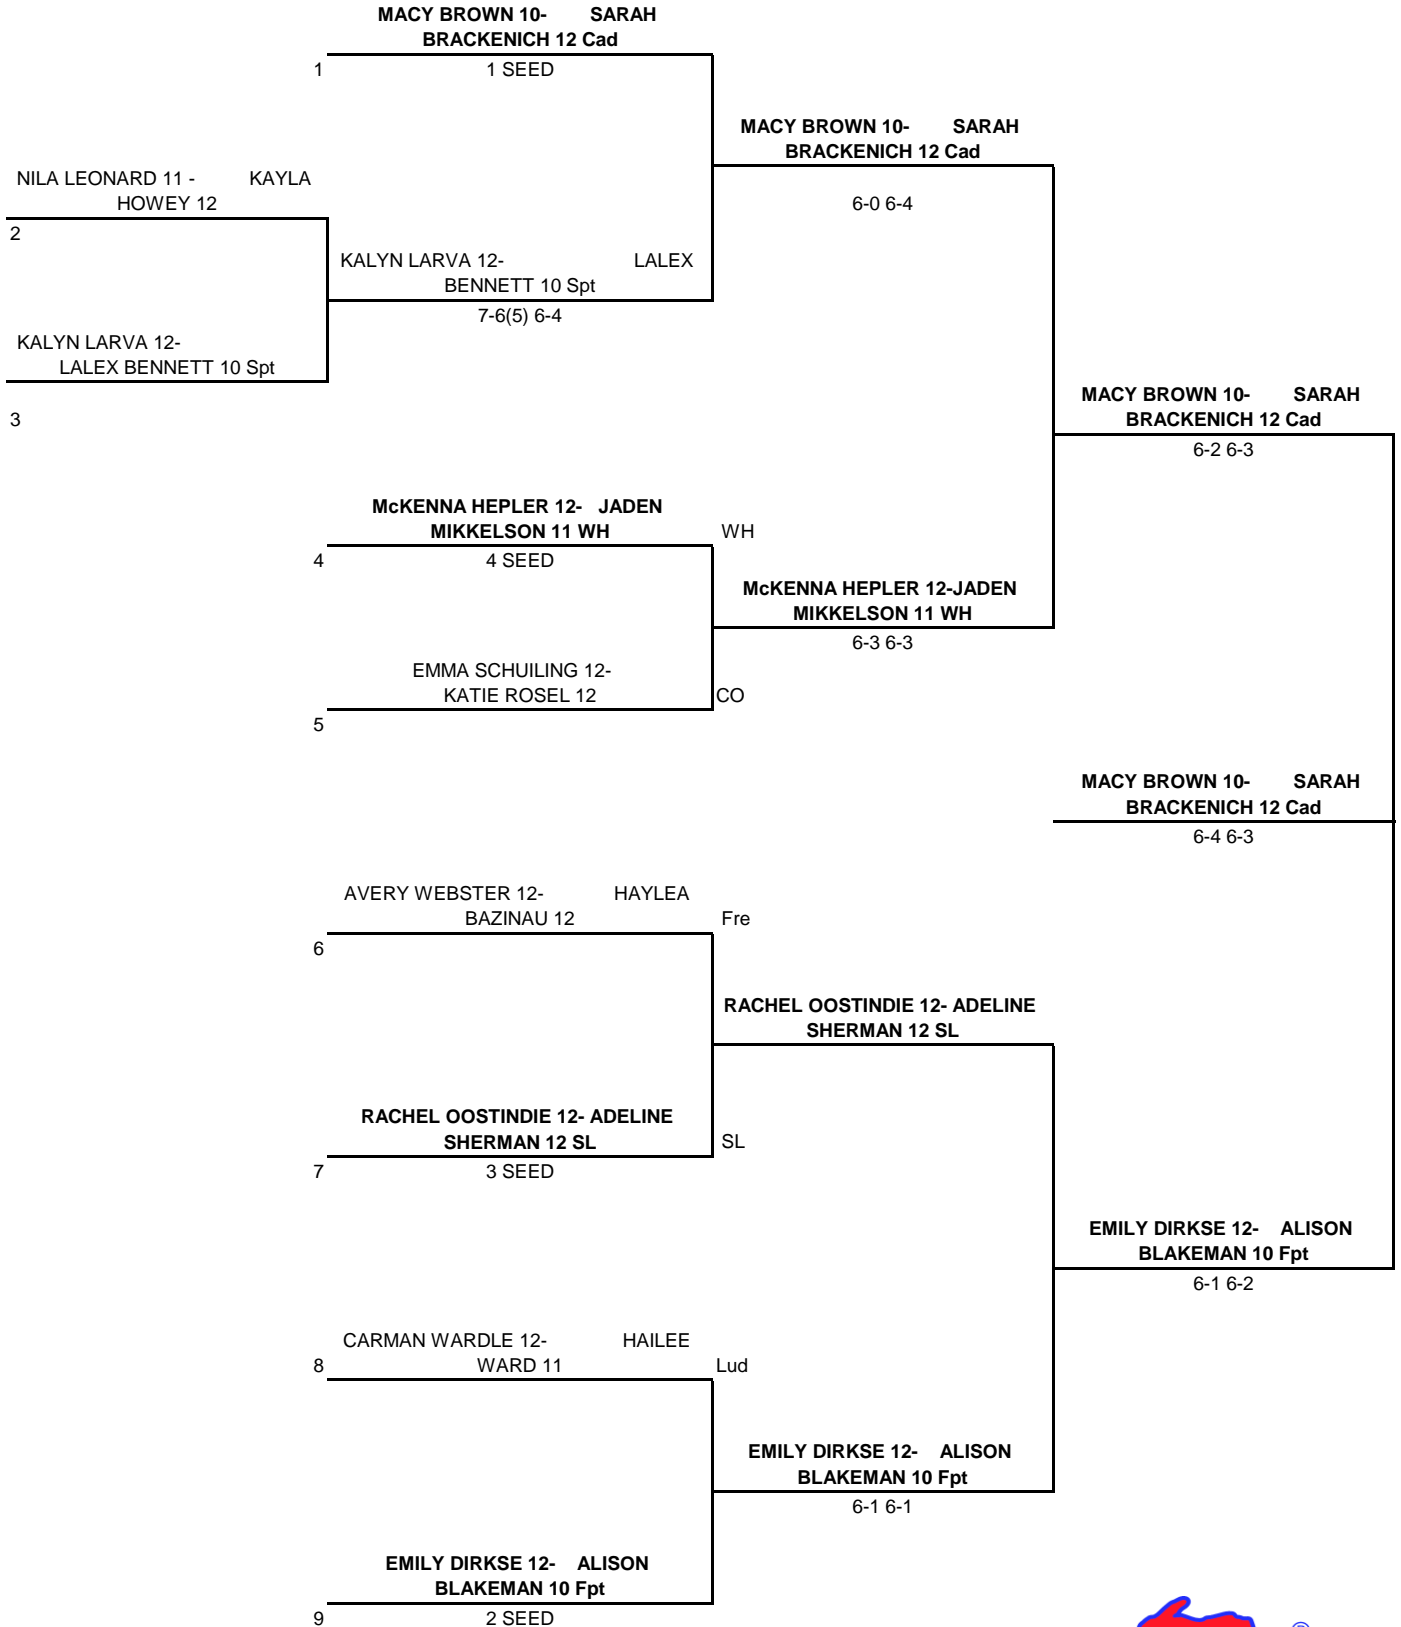 MACY BROWN 10- SARAH
BRACKENICH 12 Cad
1 1 SEED
MACY BROWN 10- SARAH
BRACKENICH 12 Cad
6-0 6-4
NILA LEONARD 11 - KAYLA
HOWEY 12
2
KALYN LARVA 12- LALEX
BENNETT 10 Spt
7-6(5) 6-4
KALYN LARVA 12-
LALEX BENNETT 10 Spt
3
MACY BROWN 10- SARAH
BRACKENICH 12 Cad
6-2 6-3
McKENNA HEPLER 12- JADEN
MIKKELSON 11 WH WH
4 4 SEED
McKENNA HEPLER 12-JADEN
MIKKELSON 11 WH
6-3 6-3
EMMA SCHUILING 12-
KATIE ROSEL 12 CO
5
MACY BROWN 10- SARAH
BRACKENICH 12 Cad
6-4 6-3
AVERY WEBSTER 12- HAYLEA
BAZINAU 12 Fre
6
RACHEL OOSTINDIE 12- ADELINE
SHERMAN 12 SL
RACHEL OOSTINDIE 12- ADELINE
SHERMAN 12 SL SL
7 3 SEED
EMILY DIRKSE 12- ALISON
BLAKEMAN 10 Fpt
6-1 6-2
CARMAN WARDLE 12- HAILEE
8 WARD 11 Lud
EMILY DIRKSE 12- ALISON
BLAKEMAN 10 Fpt
6-1 6-1
EMILY DIRKSE 12- ALISON
BLAKEMAN 10 Fpt
9 2 SEED
®